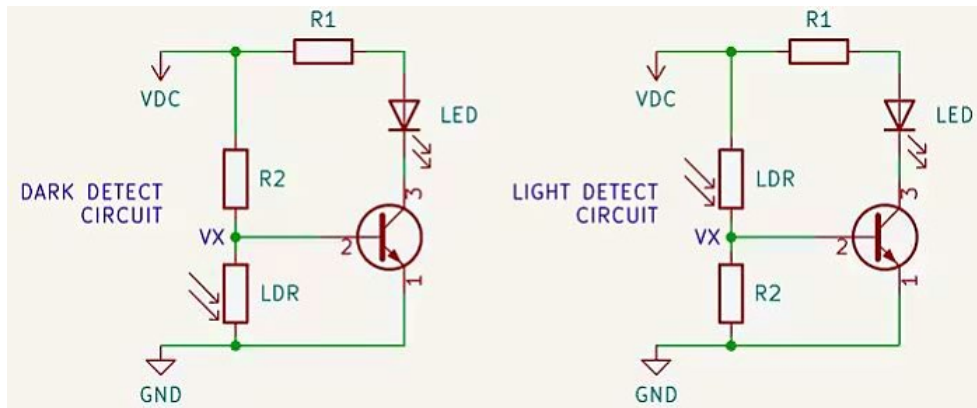 R1
VDC
LED
R2
DARK DETECT
CIRCUIT
3
VX
2
LDR
1
GND
R1
VDC
LED
LDR
LIGHT DETECT
CIRCUIT
3
VX
2
R2
1
GND